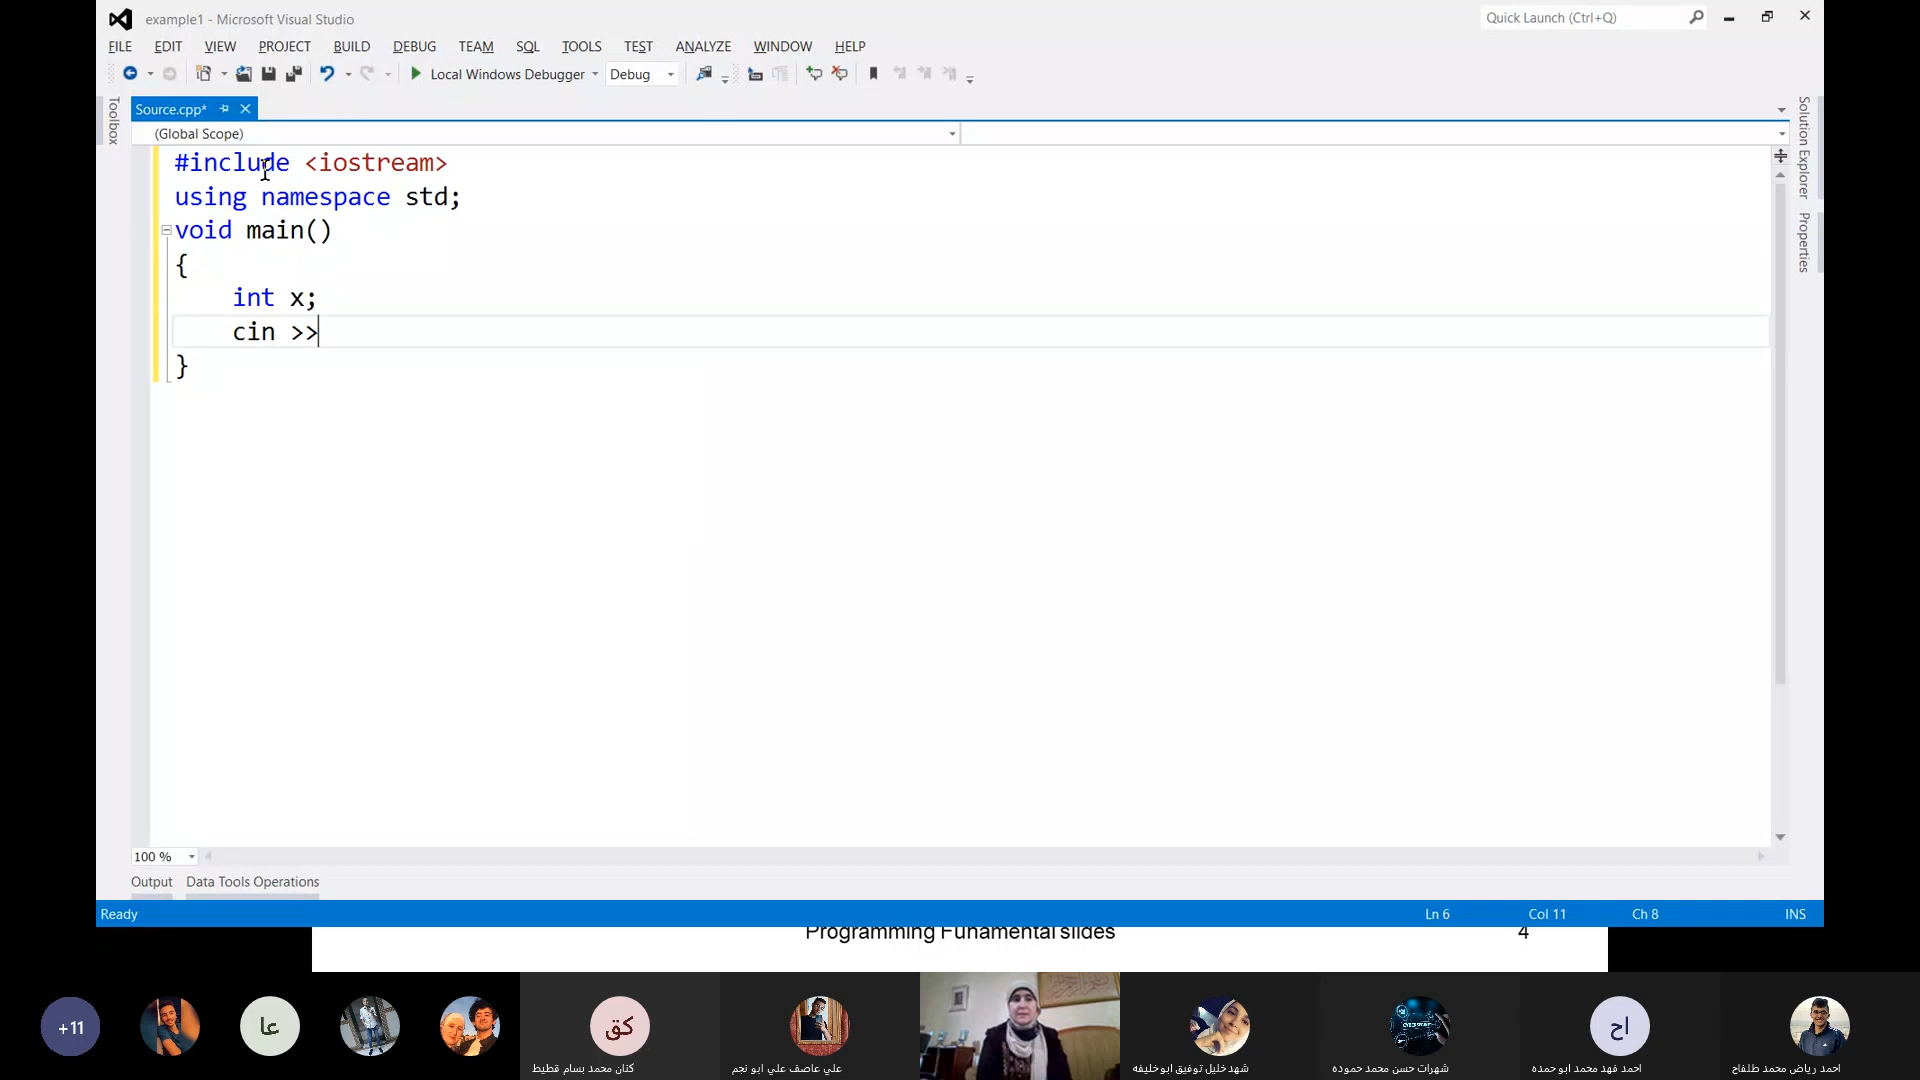 example1 - Microsoft Visual Studio
Quick Launch (Ctrl+Q)
FILE EDIT VIEW PROJECT BUILD DEBUG TEAM SQL TOOLS TEST ANALYZE WINDOW HELP
Local Windows Debugger Debug
Toolbox
Source.cpp*
Solution Explorer
Properties
(Global Scope)
#include <iostream>
using namespace std;
void main()
{
int x;
cin >>
}
100 %
Output Data Tools Operations
Ready Ln 6 Col 11 Ch 8 INS
Programming Funamental slides 4
+11
عا
كق
اح
كنان محمد بسام قطيط
علي عاصف علي ابو نجم
شهد خليل توفيق ابوخليفه
شهرات حسن محمد حموده
احمد فهد محمد ابو حمده
احمد رياض محمد طلفاح